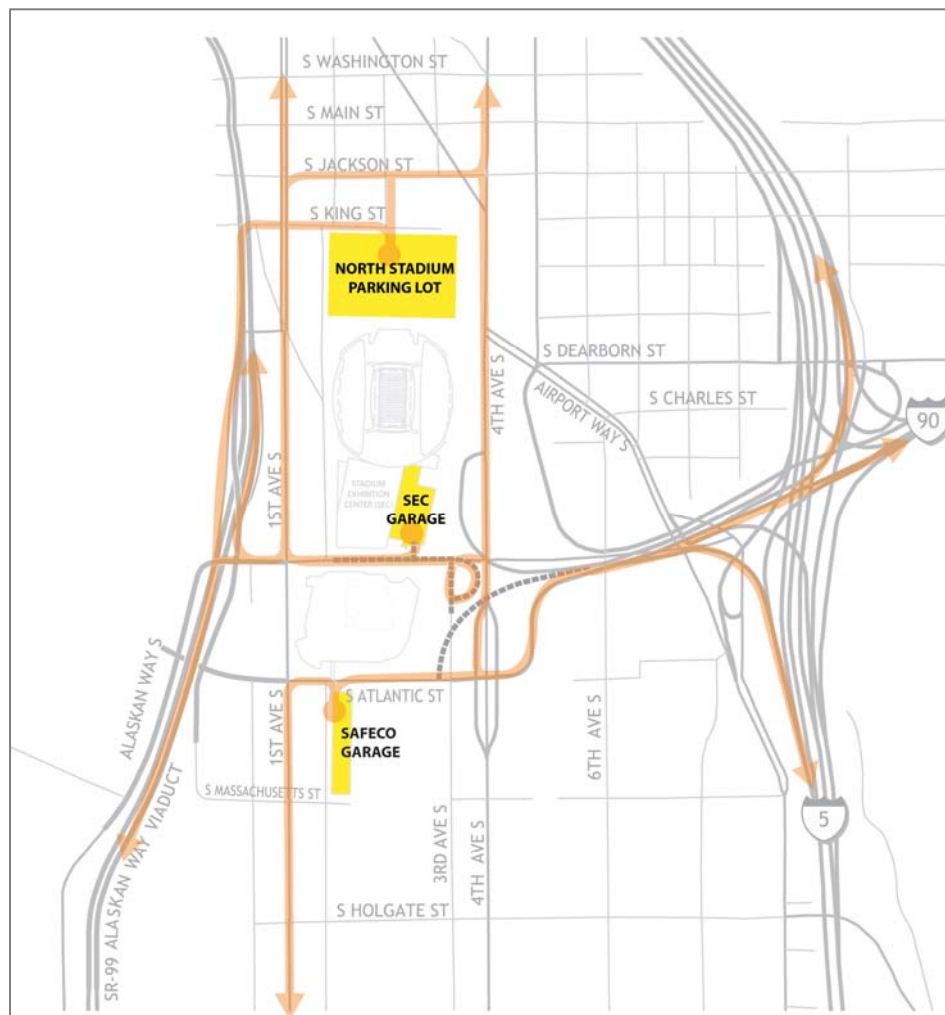 S WASHINGTON ST
S MAIN ST
S JACKSON ST
S KING ST
NORTH STADIUM
PARKING LOT
S DEARBORN ST
4TH AVE S
AIRPORT WAY S
S CHARLES ST
90
1ST AVE S
STADIUM
EXHIBITION
CENTER (SEC)
SEC
GARAGE
ALASKAN WAY S
1ST AVE S
S ATLANTIC ST
SAFECO
GARAGE
6TH AVE S
S MASSACHUSETTS ST
3RD AVE S
4TH AVE S
5
SR-99 ALASKAN WAY VIADUCT
S HOLGATE ST